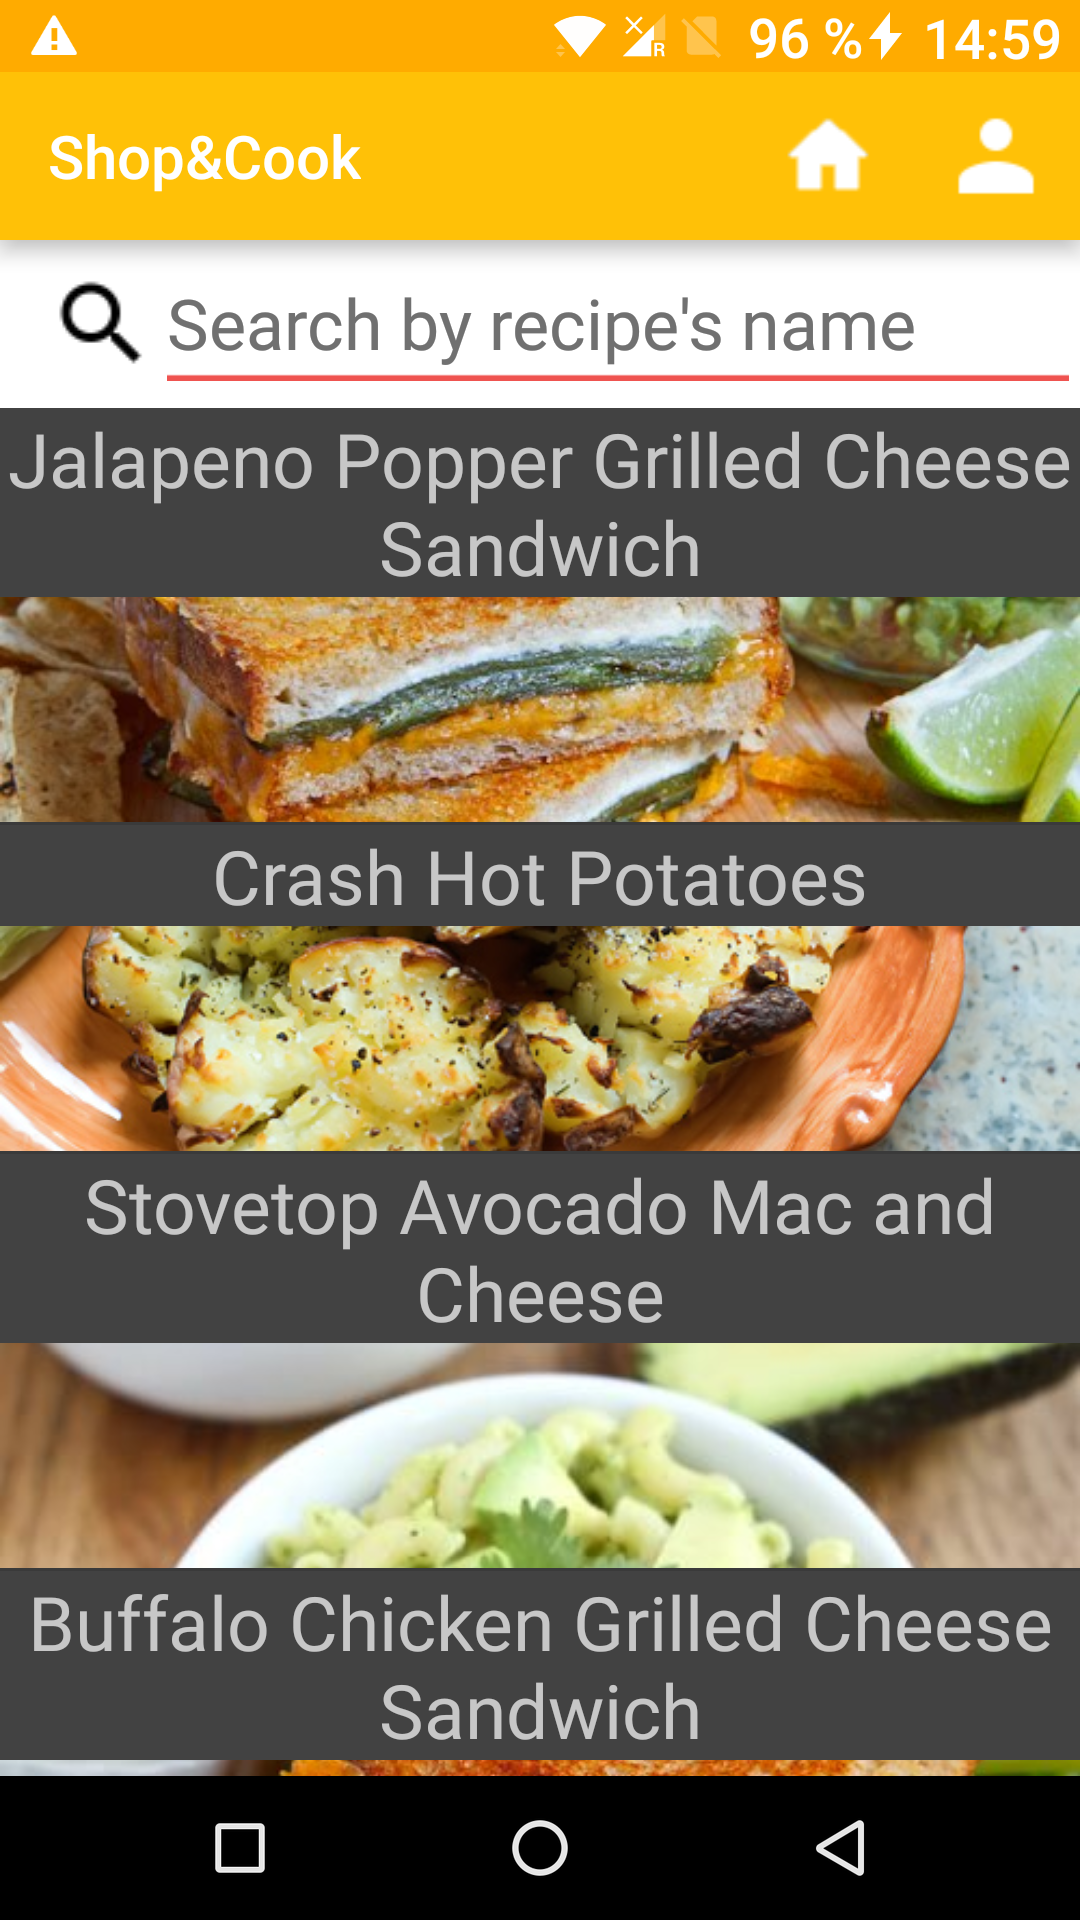 R 96 % 14:59
Shop&Cook
Search by recipe's name
Jalapeno Popper Grilled Cheese
Sandwich
Crash Hot Potatoes
Stovetop Avocado Mac and
Cheese
Buffalo Chicken Grilled Cheese
Sandwich